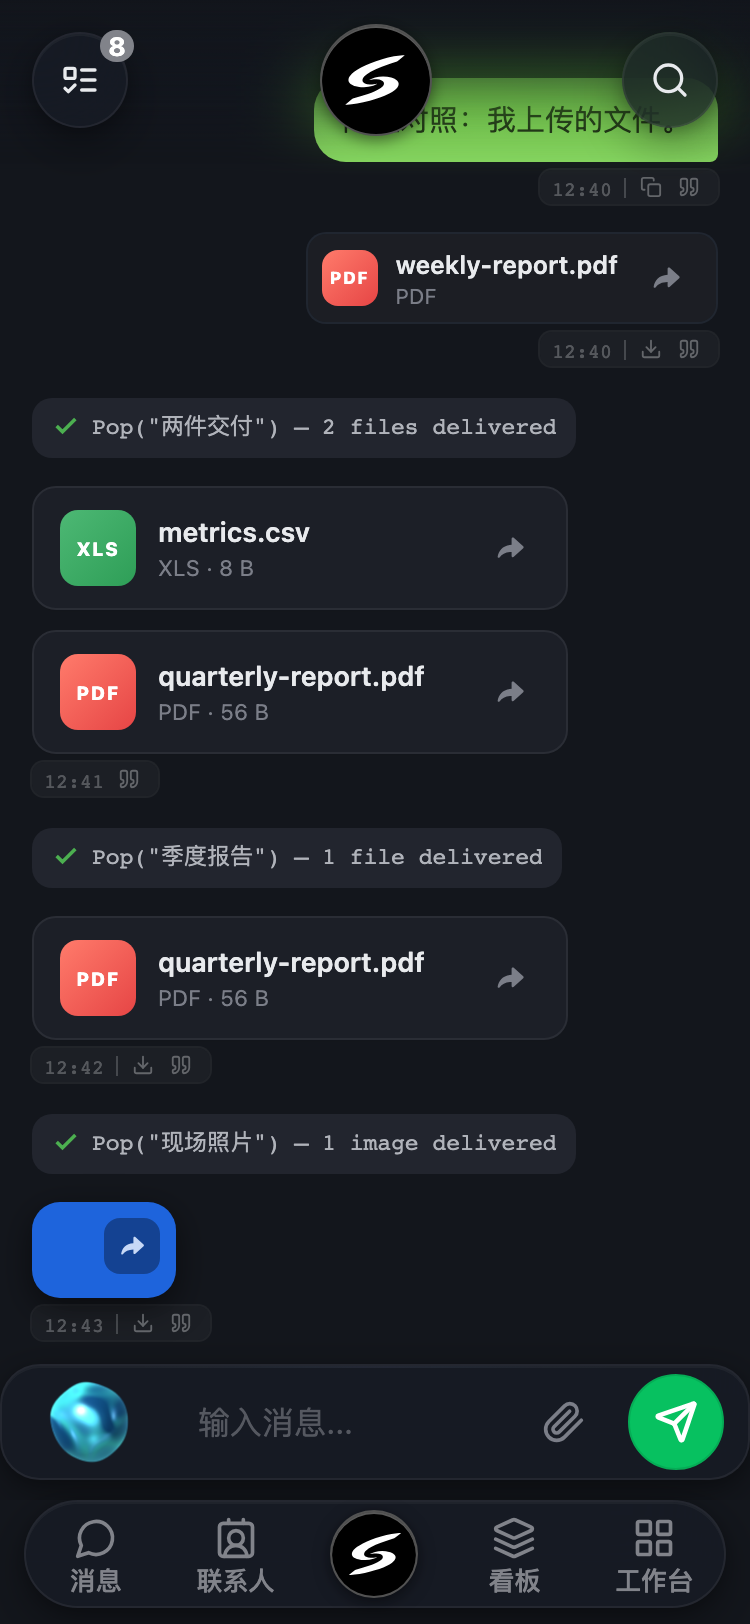 8
对照：我上传的文件。
12:40
PDF
weekly-report.pdf
PDF
12:40
Pop("两件交付") — 2 files delivered
XLS
metrics.csv
XLS · 8 B
PDF
quarterly-report.pdf
PDF · 56 B
12:41
Pop("季度报告") — 1 file delivered
PDF
quarterly-report.pdf
PDF · 56 B
12:42
Pop("现场照片") — 1 image delivered
12:43
输入消息...
消息
联系人
看板
工作台